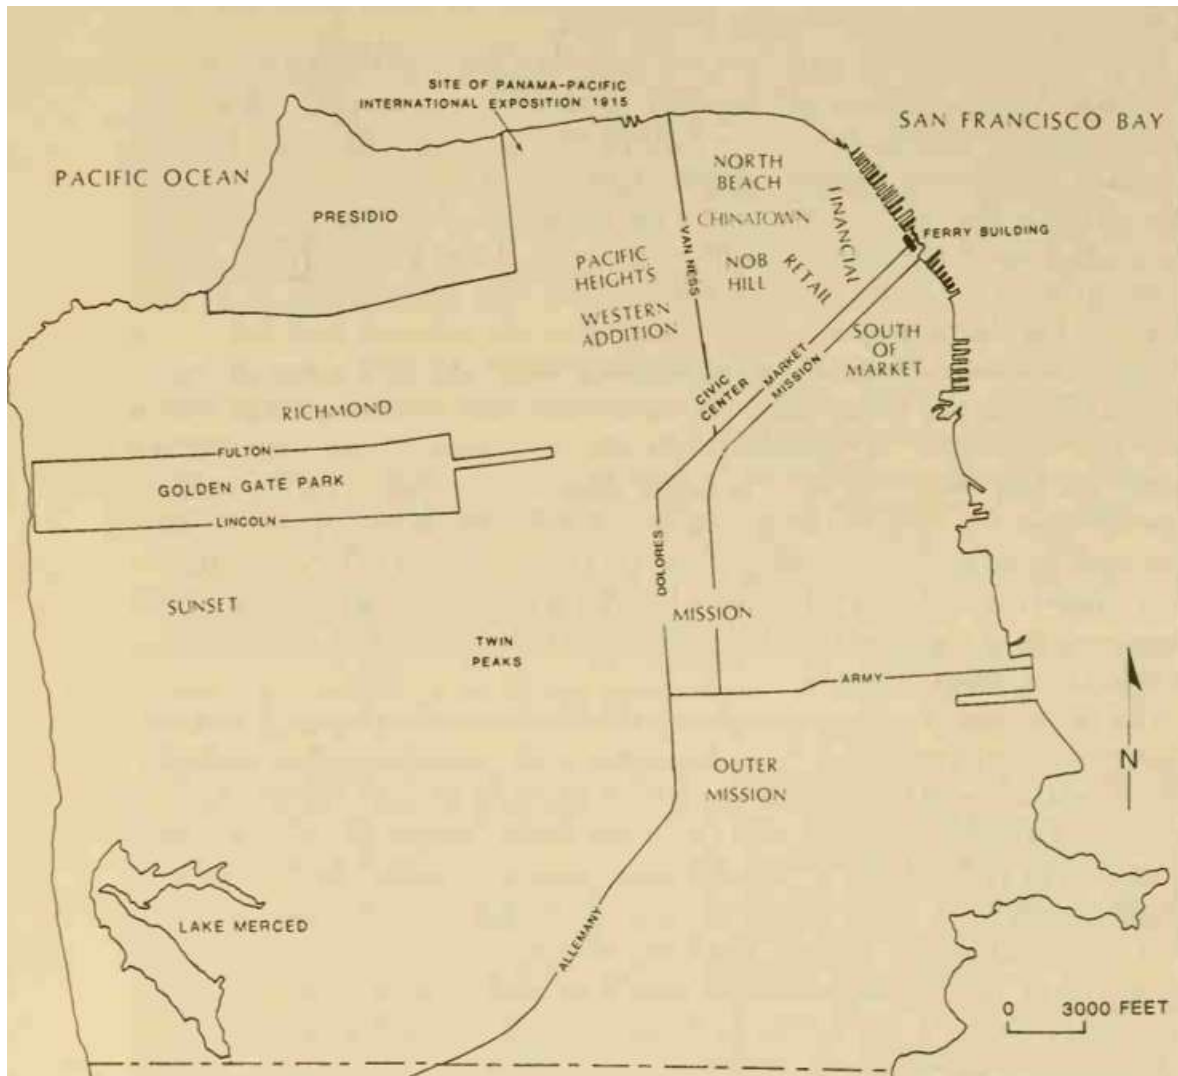 SITE OF PANAMA-PACIFIC
INTERNATIONAL EXPOSITION 1915
SAN FRANCISCO BAY
PACIFIC OCEAN
NORTH
BEACH
PRESIDIO
CHINATOWN
FINANCIAL
FERRY BUILDING
VAN NESS
PACIFIC
HEIGHTS
NOB
HILL
RETAIL
WESTERN
ADDITION
SOUTH
OF
MARKET
MARKET
MISSION
CIVIC
CENTER
RICHMOND
FULTON
GOLDEN GATE PARK
LINCOLN
DOLORES
SUNSET
MISSION
TWIN
PEAKS
ARMY
OUTER
MISSION
N
LAKE MERCED
ALLEMANY
0 3000 FEET